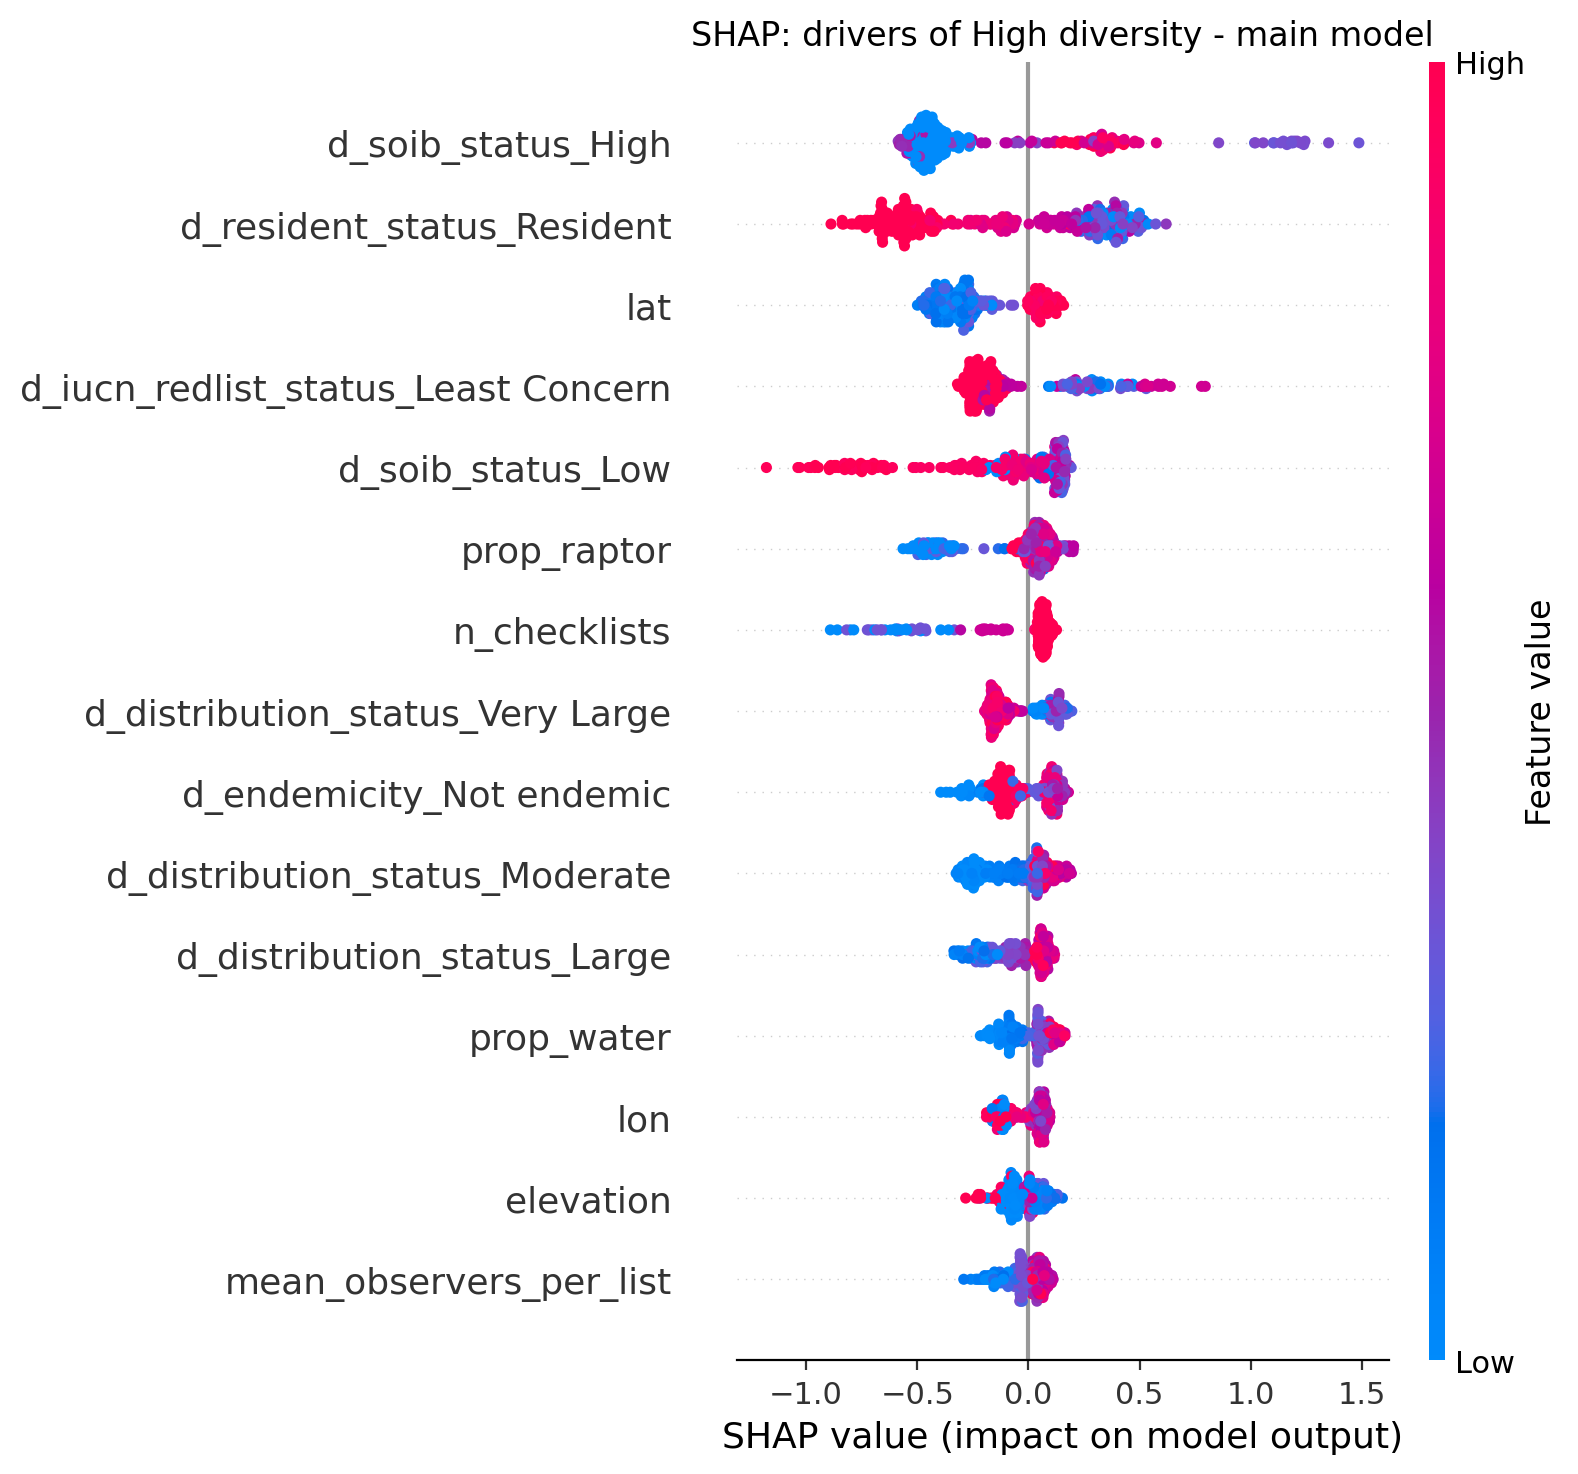 SHAP: drivers of High diversity - main model
High
d_soib_status_High
d_resident_status_Resident
lat
d_iucn_redlist_status_Least Concern
d_soib_status_Low
prop_raptor
n_checklists
d_distribution_status_Very Large
d_endemicity_Not endemic
d_distribution_status_Moderate
d_distribution_status_Large
prop_water
lon
elevation
mean_observers_per_list
Feature value
Low
−1.0 −0.5 0.0 0.5 1.0 1.5
SHAP value (impact on model output)